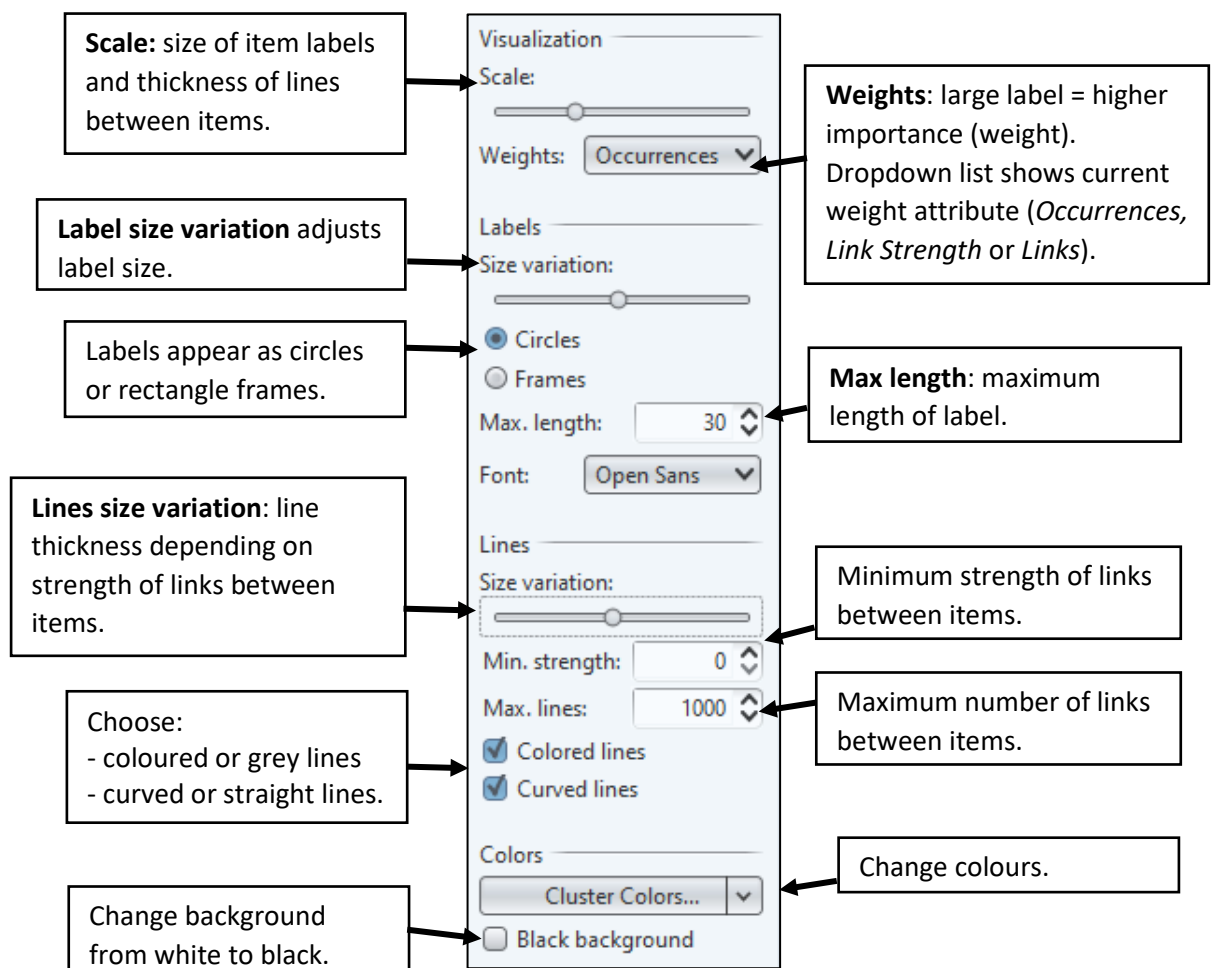 Scale: size of item labels
and thickness of lines
between items.
Label size variation adjusts
label size.
Labels appear as circles
or rectangle frames.
Lines size variation: line
thickness depending on
strength of links between
items.
Choose:
- coloured or grey lines
- curved or straight lines.
Change background
from white to black.
Visualization
Scale:
Weights: Occurrences
Labels
Size variation:
Circles
Frames
Max. length: 30
Font: Open Sans
Lines
Size variation:
Min. strength: 0
Max. lines: 1000
Colored lines
Curved lines
Colors
Cluster Colors...
Black background
Weights: large label = higher
importance (weight).
Dropdown list shows current
weight attribute (Occurrences,
Link Strength or Links).
Max length: maximum
length of label.
Minimum strength of links
between items.
Maximum number of links
between items.
Change colours.